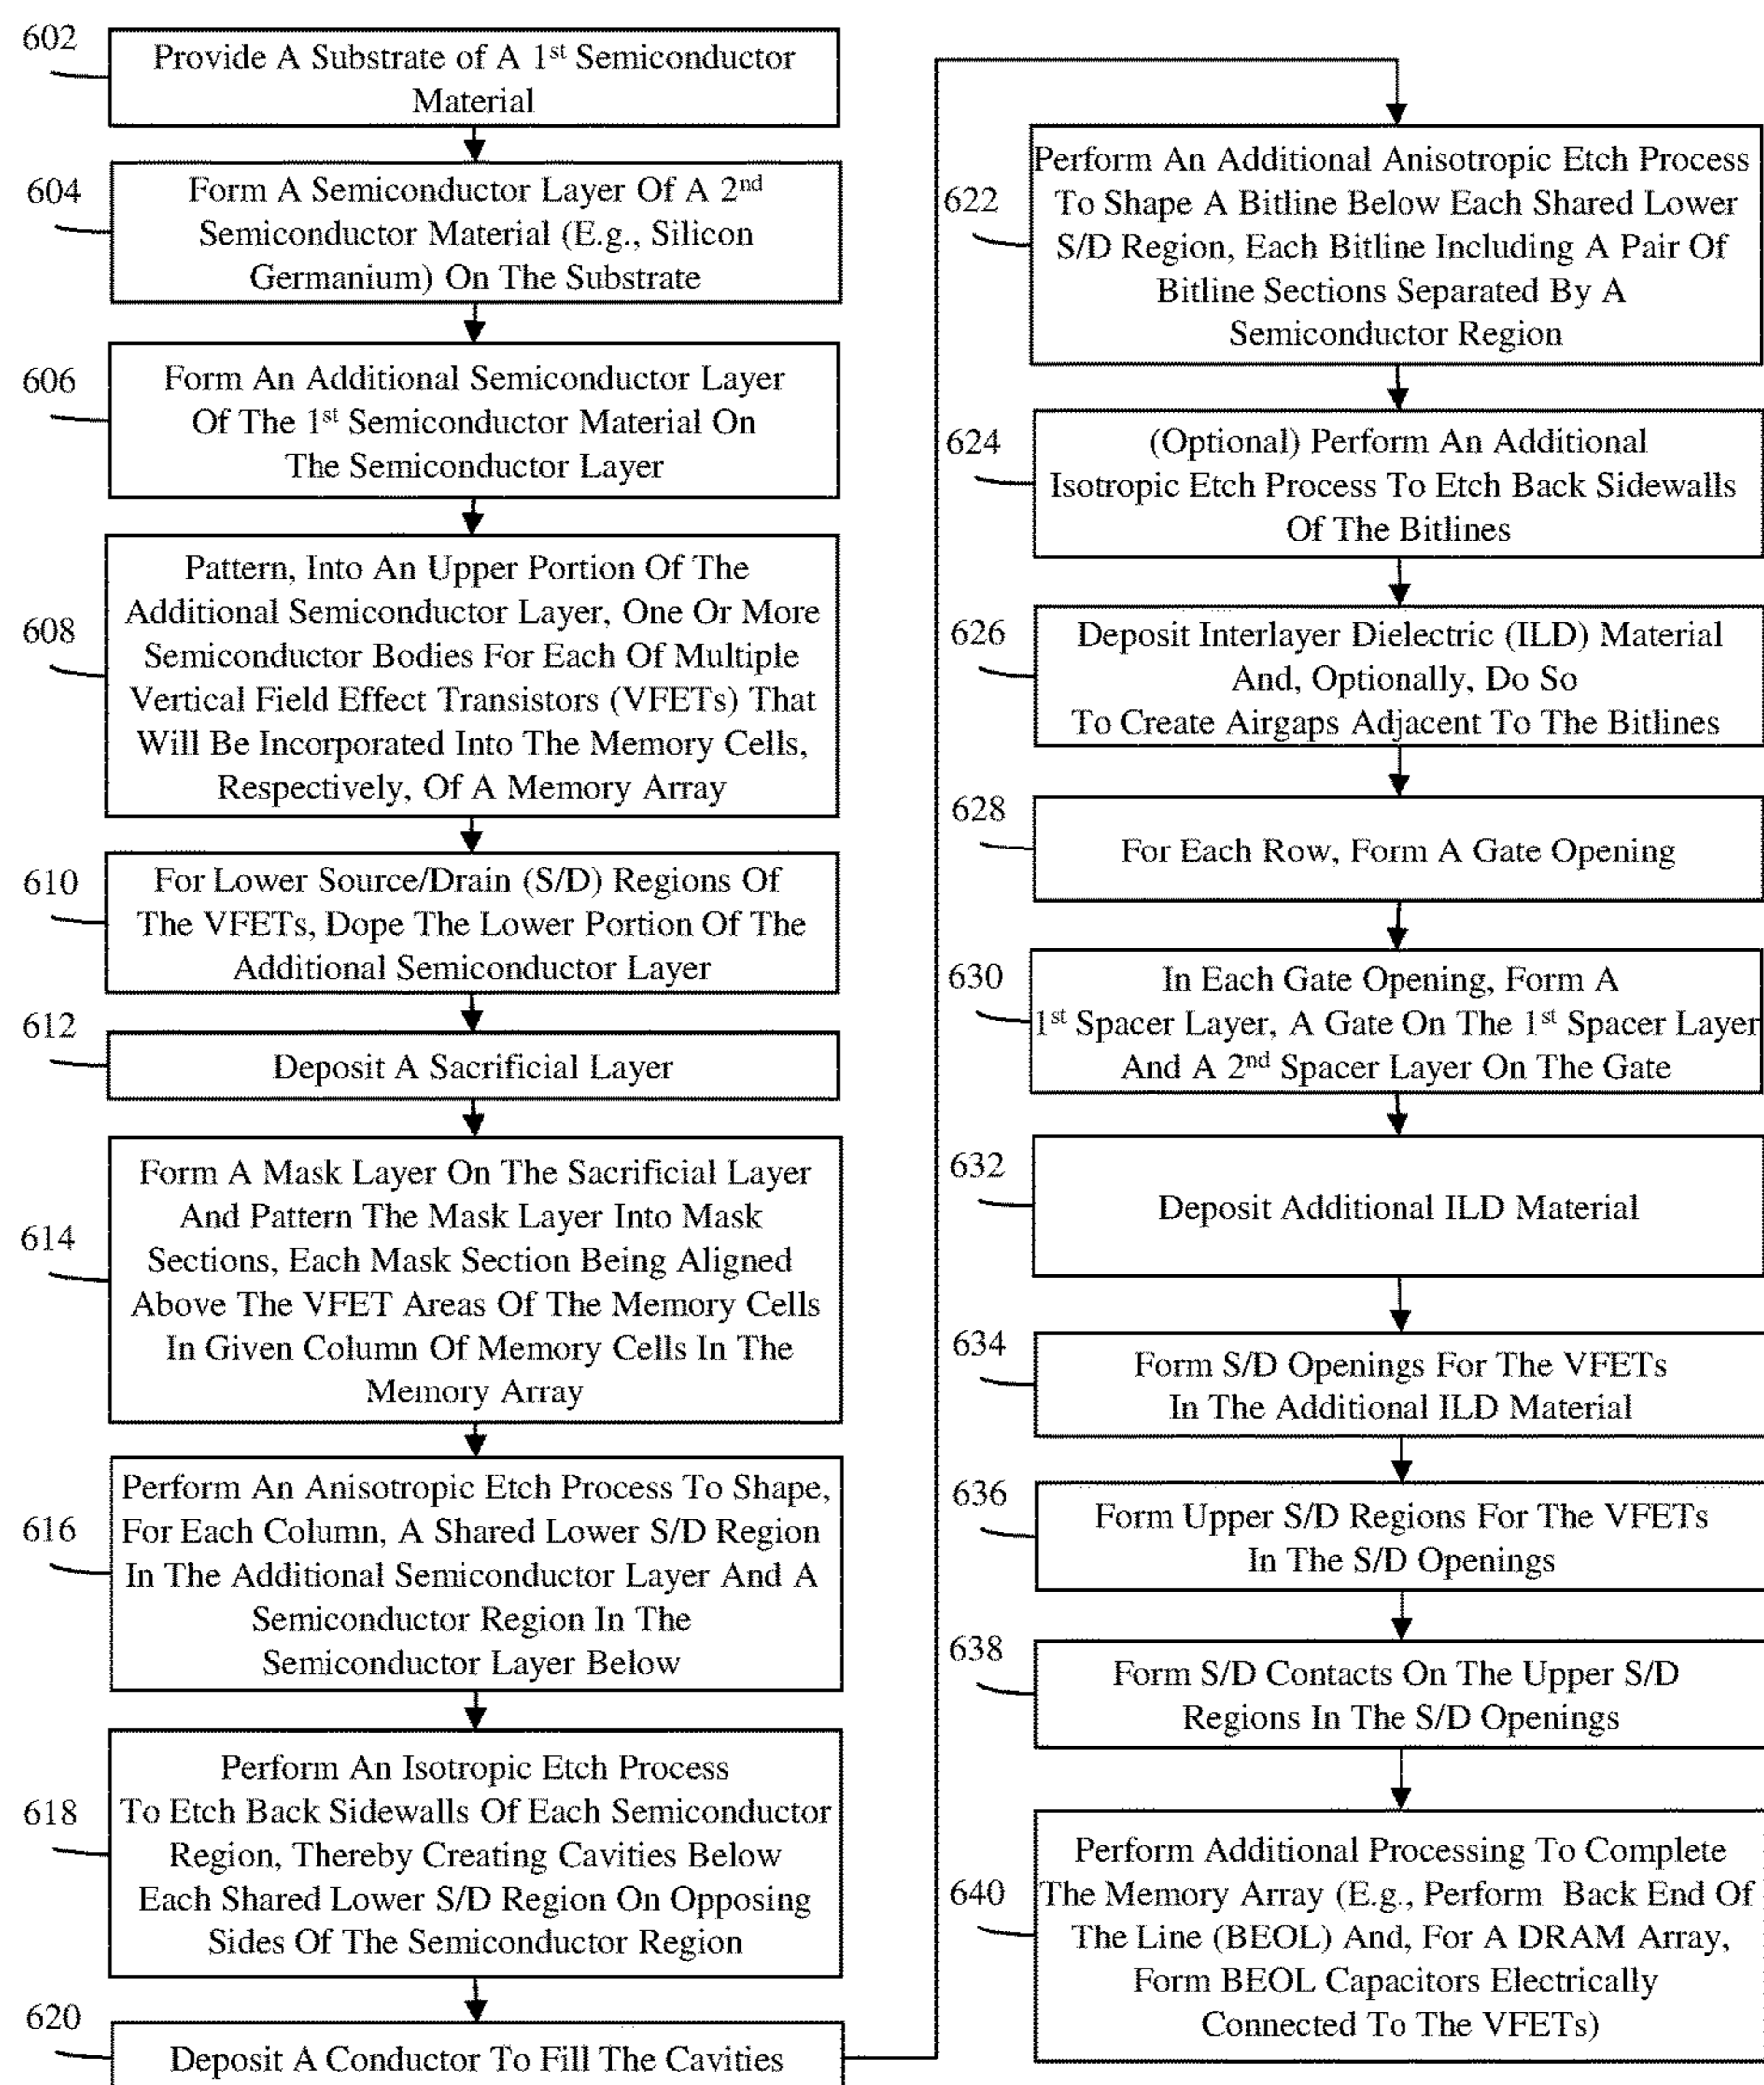 602
Provide A Substrate of A 1st Semiconductor
Material
604
Form A Semiconductor Layer Of A 2nd
Semiconductor Material (E.g., Silicon
Germanium) On The Substrate
606
Form An Additional Semiconductor Layer
Of The 1st Semiconductor Material On
The Semiconductor Layer
608
Pattern, Into An Upper Portion Of The
Additional Semiconductor Layer, One Or More
Semiconductor Bodies For Each Of Multiple
Vertical Field Effect Transistors (VFETs) That
Will Be Incorporated Into The Memory Cells,
Respectively, Of A Memory Array
610
For Lower Source/Drain (S/D) Regions Of
The VFETs, Dope The Lower Portion Of The
Additional Semiconductor Layer
612
Deposit A Sacrificial Layer
614
Form A Mask Layer On The Sacrificial Layer
And Pattern The Mask Layer Into Mask
Sections, Each Mask Section Being Aligned
Above The VFET Areas Of The Memory Cells
In Given Column Of Memory Cells In The
Memory Array
616
Perform An Anisotropic Etch Process To Shape,
For Each Column, A Shared Lower S/D Region
In The Additional Semiconductor Layer And A
Semiconductor Region In The
Semiconductor Layer Below
618
Perform An Isotropic Etch Process
To Etch Back Sidewalls Of Each Semiconductor
Region, Thereby Creating Cavities Below
Each Shared Lower S/D Region On Opposing
Sides Of The Semiconductor Region
620
Deposit A Conductor To Fill The Cavities
622
Perform An Additional Anisotropic Etch Process
To Shape A Bitline Below Each Shared Lower
S/D Region, Each Bitline Including A Pair Of
Bitline Sections Separated By A
Semiconductor Region
624
(Optional) Perform An Additional
Isotropic Etch Process To Etch Back Sidewalls
Of The Bitlines
626
Deposit Interlayer Dielectric (ILD) Material
And, Optionally, Do So
To Create Airgaps Adjacent To The Bitlines
628
For Each Row, Form A Gate Opening
630
In Each Gate Opening, Form A
1st Spacer Layer, A Gate On The 1st Spacer Layer
And A 2nd Spacer Layer On The Gate
632
Deposit Additional ILD Material
634
Form S/D Openings For The VFETs
In The Additional ILD Material
636
Form Upper S/D Regions For The VFETs
In The S/D Openings
638
Form S/D Contacts On The Upper S/D
Regions In The S/D Openings
640
Perform Additional Processing To Complete
The Memory Array (E.g., Perform Back End Of
The Line (BEOL) And, For A DRAM Array,
Form BEOL Capacitors Electrically
Connected To The VFETs)